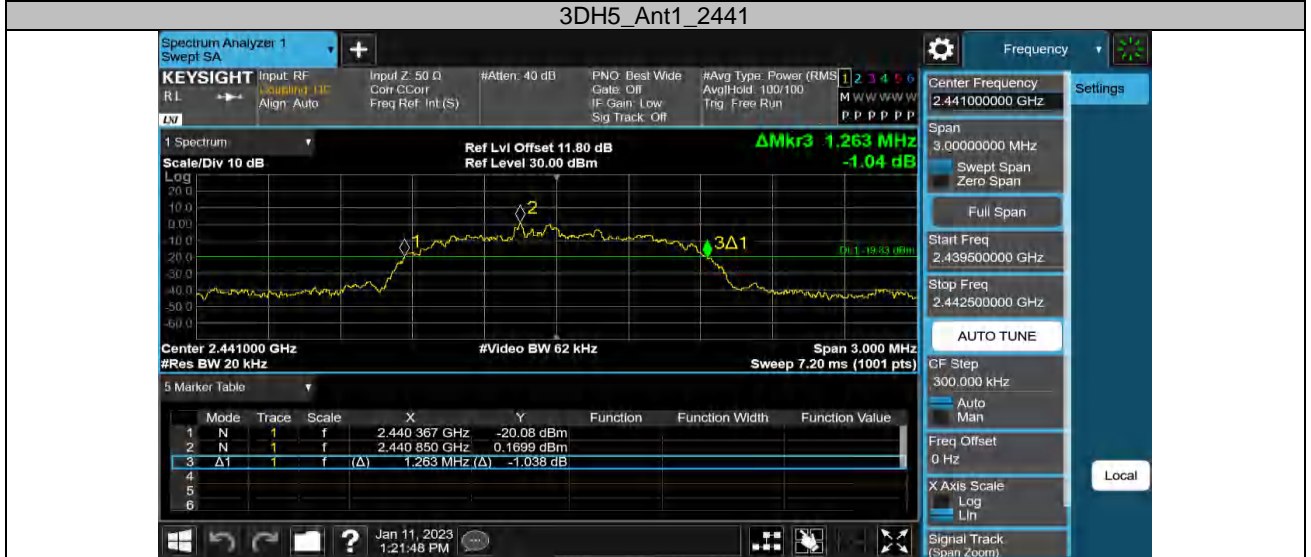 3DH5_Ant1_2441
Spectrum Analyzer 1
Swept SA
+
Frequency
KEYSIGHT
RL
LNI
Input: RF
Coupling: DC
Align: Auto
Input Z: 50 Ω
Corr CCorr
Freq Ref: Int (S)
#Atten: 40 dB
PNO: Best Wide
Gate: Off
IF Gain: Low
Sig Track: Off
#Avg Type: Power (RMS
Avg|Hold: 100/100
Trig: Free Run
1 2 3 4 5 6
M W W W W W
P P P P P P
1 Spectrum
Scale/Div 10 dB
Ref Lvl Offset 11.80 dB
Ref Level 30.00 dBm
ΔMkr3 1.263 MHz
-1.04 dB
Log
20.0
10.0
0.00
-10.0
-20.0
-30.0
-40.0
-50.0
-60.0
1
2
3Δ1
DL1 -19.83 dBm
Center 2.441000 GHz
#Res BW 20 kHz
#Video BW 62 kHz
Span 3.000 MHz
Sweep 7.20 ms (1001 pts)
5 Marker Table
Mode Trace Scale X Y Function Function Width Function Value
1 N 1 f 2.440 367 GHz -20.08 dBm
2 N 1 f 2.440 850 GHz 0.1699 dBm
3 Δ1 1 f (Δ) 1.263 MHz (Δ) -1.038 dB
4
5
6
?
Jan 11, 2023
1:21:48 PM
Center Frequency
2.441000000 GHz
Span
3.00000000 MHz
Swept Span
Zero Span
Full Span
Start Freq
2.439500000 GHz
Stop Freq
2.442500000 GHz
AUTO TUNE
CF Step
300.000 kHz
Auto
Man
Freq Offset
0 Hz
X Axis Scale
Log
Lin
Signal Track
(Span Zoom)
Settings
Local